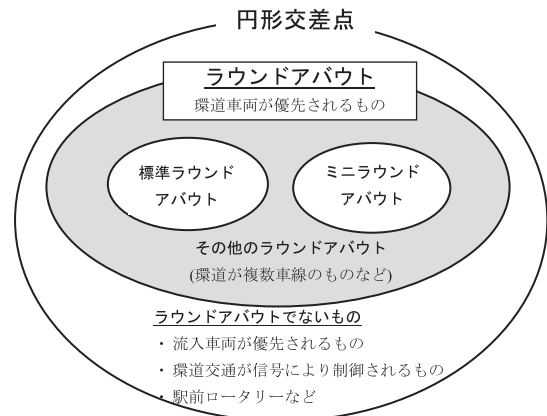 円形交差点
ラウンドアバウト
環道車両が優先されるもの
標準ラウンド
アバウト
ミニラウンド
アバウト
その他のラウンドアバウト
(環道が複数車線のものなど)
ラウンドアバウトでないもの
・流入車両が優先されるもの
・環道交通が信号により制御されるもの
・駅前ロータリーなど